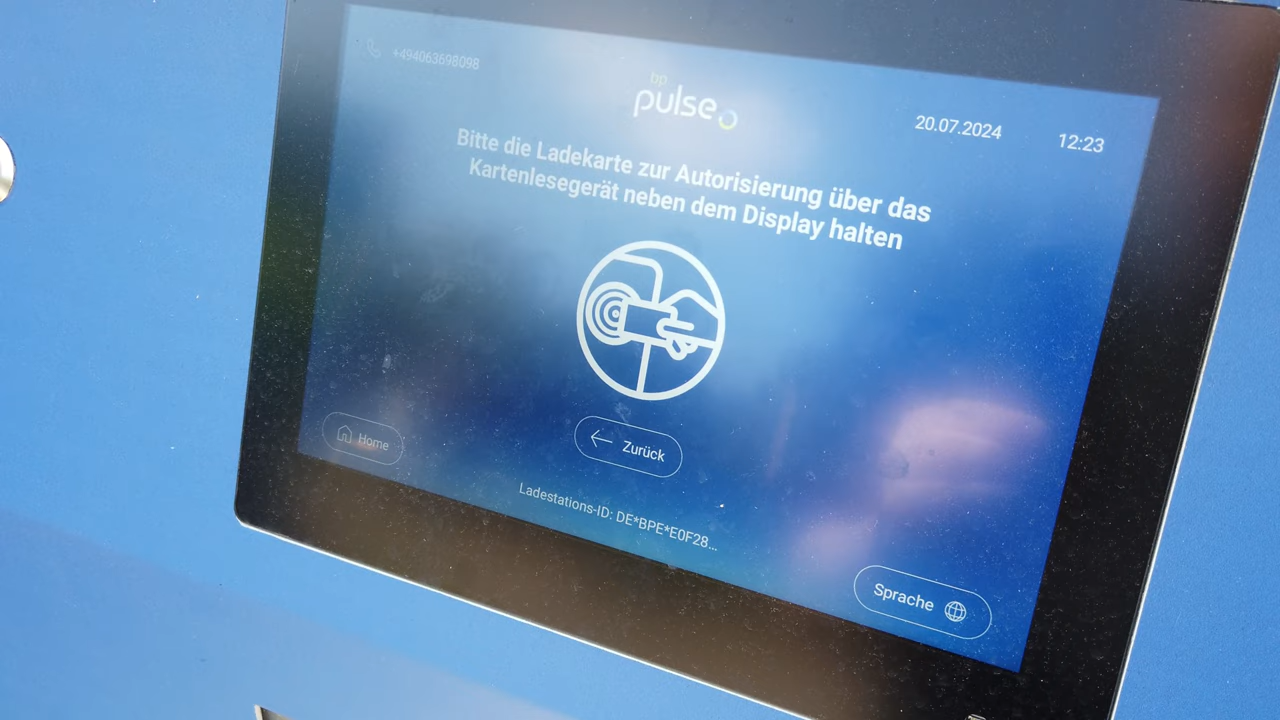 +494063698098
bp
pulse
20.07.2024
12:23
Bitte die Ladekarte zur Autorisierung über das
Kartenlesegerät neben dem Display halten
Home
Zurück
Ladestations-ID: DE*BPE*E0F28...
Sprache